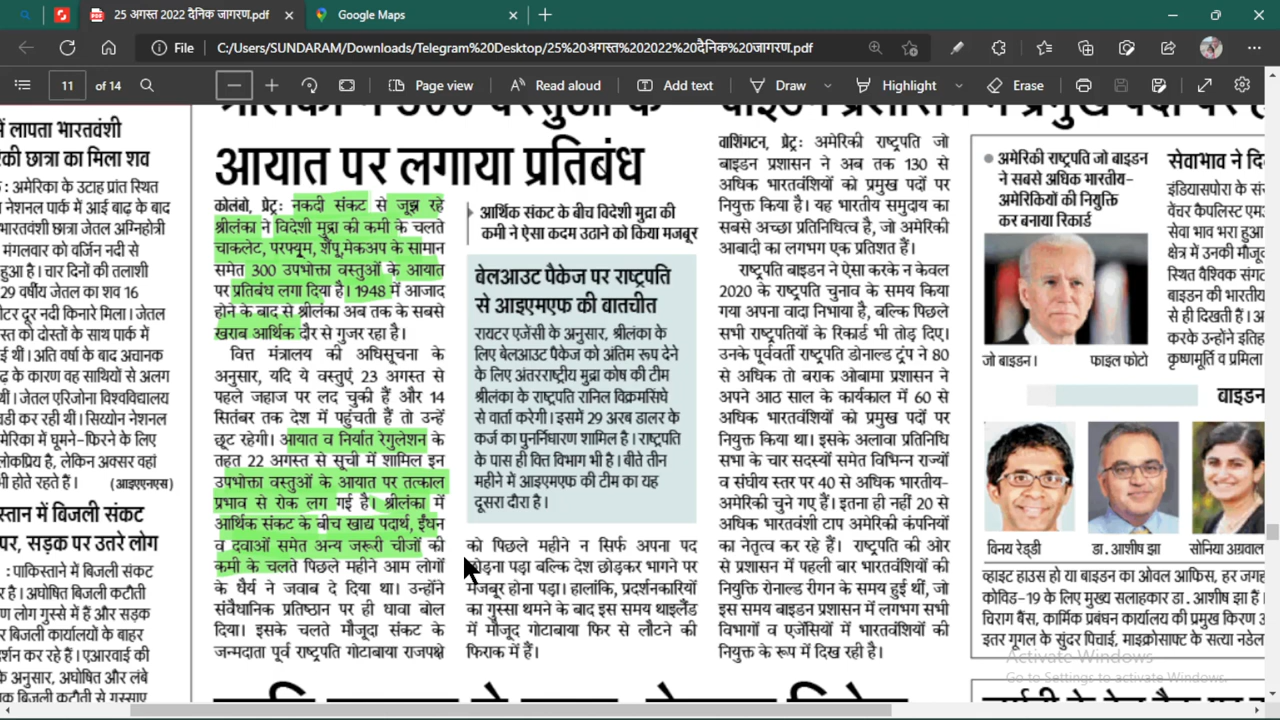 25 अगस्त 2022 दैनिक जागरण.pdf
Google Maps
File
C:/Users/SUNDARAM/Downloads/Telegram%20Desktop/25%20अगस्त%202022%20दैनिक%20जागरण.pdf
11 of 14
Page view
Read aloud
Add text
Draw
Highlight
Erase
में लापता भारतवंशी
की छात्रा का मिला शव
: अमेरिका के उटाह प्रांत स्थित
नेशनल पार्क में आई बाढ़ के बाद
भारतवंशी छात्रा जेतल अग्निहोत्री
मंगलवार को वर्जिन नदी से
हुआ है। चार दिनों की तलाशी
29 वर्षीय जेतल का शव 16
टर दूर नदी किनारे मिला। जेतल
स्त को दोस्तों के साथ पार्क में
ई थी। अति वर्षा के बाद अचानक
ढ़ के कारण वह साथियों से अलग
थी। जेतल एरिजोना विश्वविद्यालय
कर रही थी। सिय्योन नेशनल
मेरिका में घूमने-फिरने के लिए
लोकप्रिय है, लेकिन अक्सर वहां
भी होते रहते हैं। (आइएएनएस)
स्तान में बिजली संकट
पर, सड़क पर उतरे लोग
: पाकिस्तान में बिजली संकट
र है। अघोषित बिजली कटौती
ण लोग गुस्से में हैं और सड़क
र बिजली कार्यालयों के बाहर
र्शन कर रहे हैं। एआरवाई की
के अनुसार, अघोषित और लंबे
क बिजली कटौती से गुस्साए
श्रीलंका ने 300 वस्तुओं के
आयात पर लगाया प्रतिबंध
कोलंबो, प्रेट्र: नकदी संकट से जूझ रहे
श्रीलंका ने विदेशी मुद्रा की कमी के चलते
चाकलेट, परफ्यूम, शैंपू,मेकअप के सामान
समेत 300 उपभोक्ता वस्तुओं के आयात
पर प्रतिबंध लगा दिया है। 1948 में आजाद
होने के बाद से श्रीलंका अब तक के सबसे
खराब आर्थिक दौर से गुजर रहा है।
वित्त मंत्रालय की अधिसूचना के
अनुसार, यदि ये वस्तुएं 23 अगस्त से
पहले जहाज पर लद चुकी हैं और 14
सितंबर तक देश में पहुंचती हैं तो उन्हें
छूट रहेगी। आयात व निर्यात रेगुलेशन के
तहत 22 अगस्त से सूची में शामिल इन
उपभोक्ता वस्तुओं के आयात पर तत्काल
प्रभाव से रोक लग गई है। श्रीलंका में
आर्थिक संकट के बीच खाद्य पदार्थ, ईंधन
व दवाओं समेत अन्य जरूरी चीजों की
कमी के चलते पिछले महीने आम लोगों
के धैर्य ने जवाब दे दिया था। उन्होंने
संवैधानिक प्रतिष्ठान पर ही धावा बोल
दिया। इसके चलते मौजूदा संकट के
जन्मदाता पूर्व राष्ट्रपति गोटाबाया राजपक्षे
आर्थिक संकट के बीच विदेशी मुद्रा की
कमी ने ऐसा कदम उठाने को किया मजबूर
बेलआउट पैकेज पर राष्ट्रपति
से आइएमएफ की वार्तचीत
रायटर एजेंसी के अनुसार, श्रीलंका के
लिए बेलआउट पैकेज को अंतिम रूप देने
के लिए अंतरराष्ट्रीय मुद्रा कोष की टीम
श्रीलंका के राष्ट्रपति रानिल विक्रमसिंघे
से वार्ता करेगी। इसमें 29 अरब डालर के
कर्ज का पुनर्निधारण शामिल है। राष्ट्रपति
के पास ही वित्त विभाग भी है। बीते तीन
महीने में आइएमएफ की टीम का यह
दूसरा दौरा है।
को पिछले महीने न सिर्फ अपना पद
छोड़ना पड़ा बल्कि देश छोड़कर भागने पर
मजबूर होना पड़ा। हालांकि, प्रदर्शनकारियों
का गुस्सा थमने के बाद इस समय थाइलैंड
में मौजूद गोटाबाया फिर से लौटने की
फिराक में हैं।
बाइडन प्रशासन में प्रमुख पदों पर
वाशिंगटन, प्रेट्र: अमेरिकी राष्ट्रपति जो
बाइडन प्रशासन ने अब तक 130 से
अधिक भारतवंशियों को प्रमुख पदों पर
नियुक्त किया है। यह भारतीय समुदाय का
सबसे अच्छा प्रतिनिधित्व है, जो अमेरिकी
आबादी का लगभग एक प्रतिशत हैं।
राष्ट्रपति बाइडन ने ऐसा करके न केवल
2020 के राष्ट्रपति चुनाव के समय किया
गया अपना वादा निभाया है, बल्कि पिछले
सभी राष्ट्रपतियों के रिकार्ड भी तोड़ दिए।
उनके पूर्ववर्ती राष्ट्रपति डोनाल्ड ट्रंप ने 80
से अधिक तो बराक ओबामा प्रशासन ने
अपने आठ साल के कार्यकाल में 60 से
अधिक भारतवंशियों को प्रमुख पदों पर
नियुक्त किया था। इसके अलावा प्रतिनिधि
सभा के चार सदस्यों समेत विभिन्न राज्यों
व संघीय स्तर पर 40 से अधिक भारतीय-
अमेरिकी चुने गए हैं। इतना ही नहीं 20 से
अधिक भारतवंशी टाप अमेरिकी कंपनियों
का नेतृत्व कर रहे हैं। राष्ट्रपति की ओर
से प्रशासन में पहली बार भारतवंशियों की
नियुक्ति रोनाल्ड रीगन के समय हुई थीं, जो
इस समय बाइडन प्रशासन में लगभग सभी
विभागों व एजेंसियों में भारतवंशियों की
नियुक्त के रूप में दिख रही है।
अमेरिकी राष्ट्रपति जो बाइडन
ने सबसे अधिक भारतीय-
अमेरिकियों की नियुक्ति
कर बनाया रिकार्ड
जो बाइडन। फाइल फोटो
सेवाभाव ने
इंडियासपोरा के
वेंचर कैपलिस्ट
सेवा भाव भरा हुआ
क्षेत्र में उनकी
स्थित वैश्विक
बाइडन की
से ही दिखती हैं।
करके उन्होंने
कृष्णमूर्ति व प्रमिला
बाइडन
विनय रेड्डी
डा. आशीष झा
सोनिया अग्रवाल
व्हाइट हाउस हो या बाइडन का ओवल आफिस, हर जगह
कोविड-19 के लिए मुख्य सलाहकार डा. आशीष झा हैं।
चिराग बैंस, कार्मिक प्रबंधन कार्यालय की प्रमुख किरण
इतर गूगल के सुंदर पिचाई, माइक्रोसाफ्ट के सत्या
Activate Windows
Go to Settings to activate Windows.